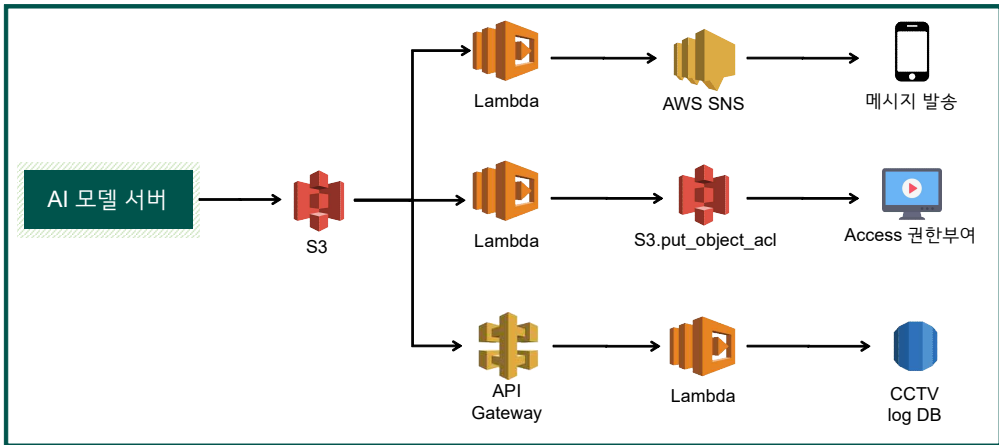 Lambda
AWS SNS
메시지 발송
AI 모델 서버
S3
Lambda
S3.put_object_acl
Access 권한부여
API
Gateway
Lambda
CCTV
log DB